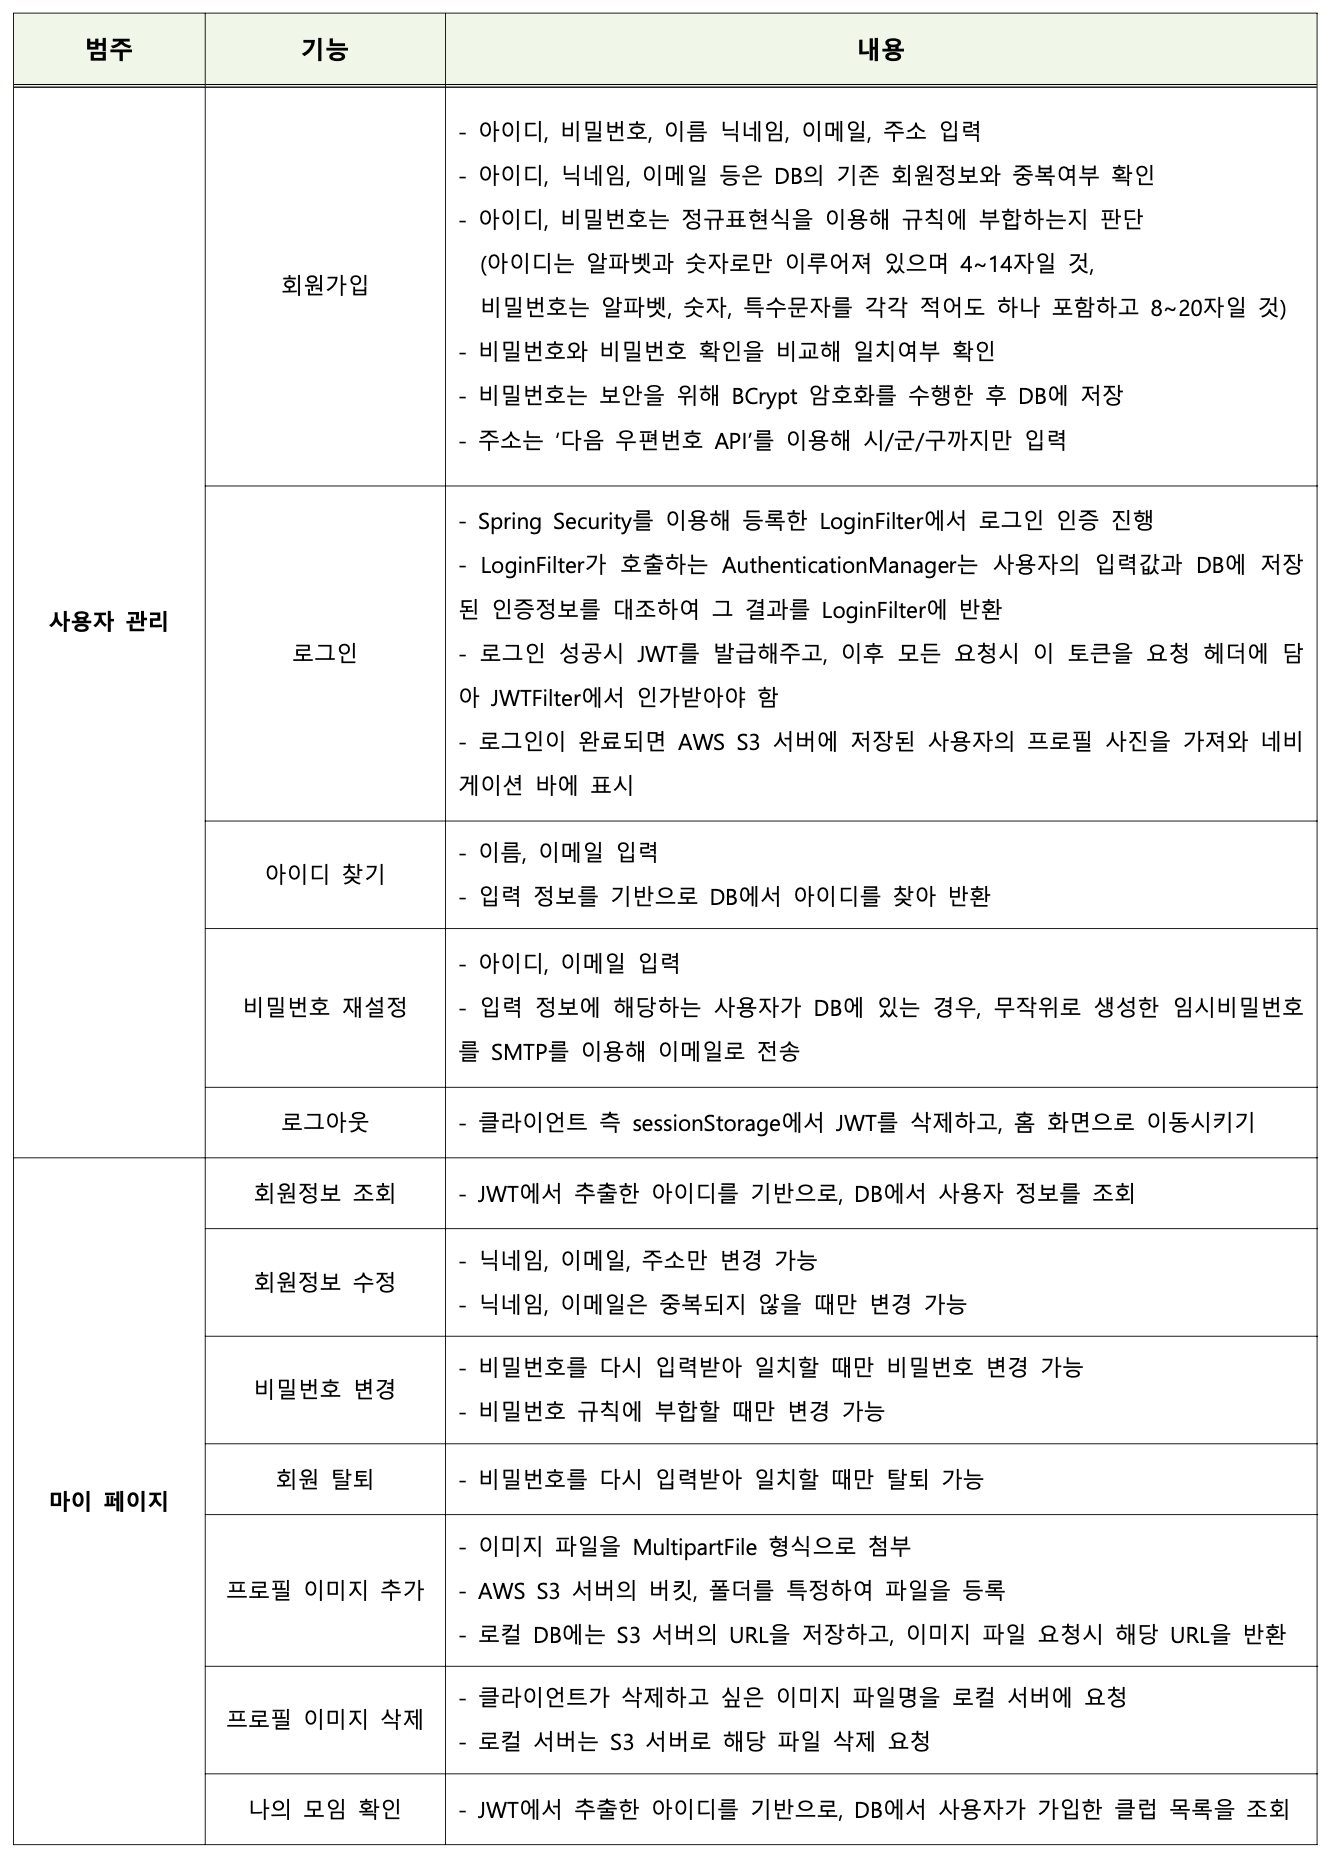 범주 기능 내용
사용자 관리
회원가입
- 아이디, 비밀번호, 이름 닉네임, 이메일, 주소 입력
- 아이디, 닉네임, 이메일 등은 DB의 기존 회원정보와 중복여부 확인
- 아이디, 비밀번호는 정규표현식을 이용해 규칙에 부합하는지 판단
(아이디는 알파벳과 숫자로만 이루어져 있으며 4~14자일 것,
비밀번호는 알파벳, 숫자, 특수문자를 각각 적어도 하나 포함하고 8~20자일 것)
- 비밀번호와 비밀번호 확인을 비교해 일치여부 확인
- 비밀번호는 보안을 위해 BCrypt 암호화를 수행한 후 DB에 저장
- 주소는 ‘다음 우편번호 API’를 이용해 시/군/구까지만 입력
로그인
- Spring Security를 이용해 등록한 LoginFilter에서 로그인 인증 진행
- LoginFilter가 호출하는 AuthenticationManager는 사용자의 입력값과 DB에 저장
된 인증정보를 대조하여 그 결과를 LoginFilter에 반환
- 로그인 성공시 JWT를 발급해주고, 이후 모든 요청시 이 토큰을 요청 헤더에 담
아 JWTFilter에서 인가받아야 함
- 로그인이 완료되면 AWS S3 서버에 저장된 사용자의 프로필 사진을 가져와 네비
게이션 바에 표시
아이디 찾기
- 이름, 이메일 입력
- 입력 정보를 기반으로 DB에서 아이디를 찾아 반환
비밀번호 재설정
- 아이디, 이메일 입력
- 입력 정보에 해당하는 사용자가 DB에 있는 경우, 무작위로 생성한 임시비밀번호
를 SMTP를 이용해 이메일로 전송
로그아웃
- 클라이언트 측 sessionStorage에서 JWT를 삭제하고, 홈 화면으로 이동시키기
마이 페이지
회원정보 조회
- JWT에서 추출한 아이디를 기반으로, DB에서 사용자 정보를 조회
회원정보 수정
- 닉네임, 이메일, 주소만 변경 가능
- 닉네임, 이메일은 중복되지 않을 때만 변경 가능
비밀번호 변경
- 비밀번호를 다시 입력받아 일치할 때만 비밀번호 변경 가능
- 비밀번호 규칙에 부합할 때만 변경 가능
회원 탈퇴
- 비밀번호를 다시 입력받아 일치할 때만 탈퇴 가능
프로필 이미지 추가
- 이미지 파일을 MultipartFile 형식으로 첨부
- AWS S3 서버의 버킷, 폴더를 특정하여 파일을 등록
- 로컬 DB에는 S3 서버의 URL을 저장하고, 이미지 파일 요청시 해당 URL을 반환
프로필 이미지 삭제
- 클라이언트가 삭제하고 싶은 이미지 파일명을 로컬 서버에 요청
- 로컬 서버는 S3 서버로 해당 파일 삭제 요청
나의 모임 확인
- JWT에서 추출한 아이디를 기반으로, DB에서 사용자가 가입한 클럽 목록을 조회